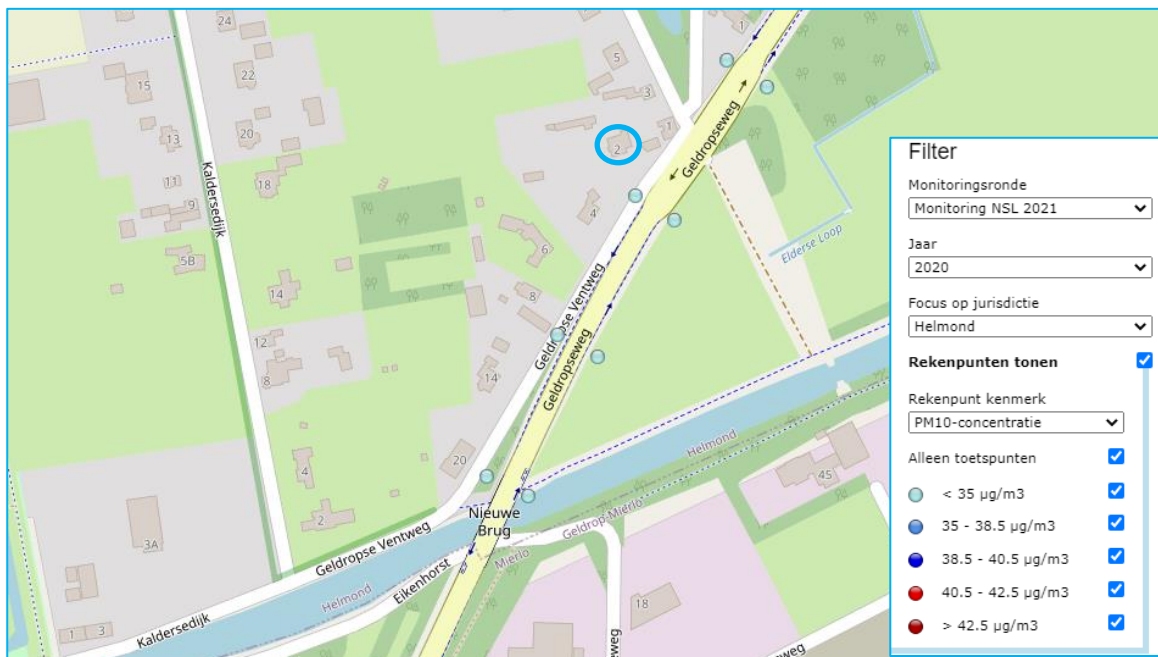 24
1
5
22
15
3
13
20
1
2
11
18
Geldropseweg
Kaldersedijk
9
4
Elderse Loop
6
5B
14
8
Geldropse Ventweg
12
8
14
Geldropseweg
20
Helmond
45
4
Nieuwe
Brug
Geldrop-Mierlo
2
3A
Geldropse Ventweg
Mierlo
Eikenhorst
Helmond
18
1
3
Kaldersedijk
weg
weg
Filter
Monitoringsronde
Monitoring NSL 2021
Jaar
2020
Focus op jurisdictie
Helmond
Rekenpunten tonen
Rekenpunt kenmerk
PM10-concentratie
Alleen toetspunten
< 35 μg/m3
35 - 38.5 μg/m3
38.5 - 40.5 μg/m3
40.5 - 42.5 μg/m3
> 42.5 μg/m3